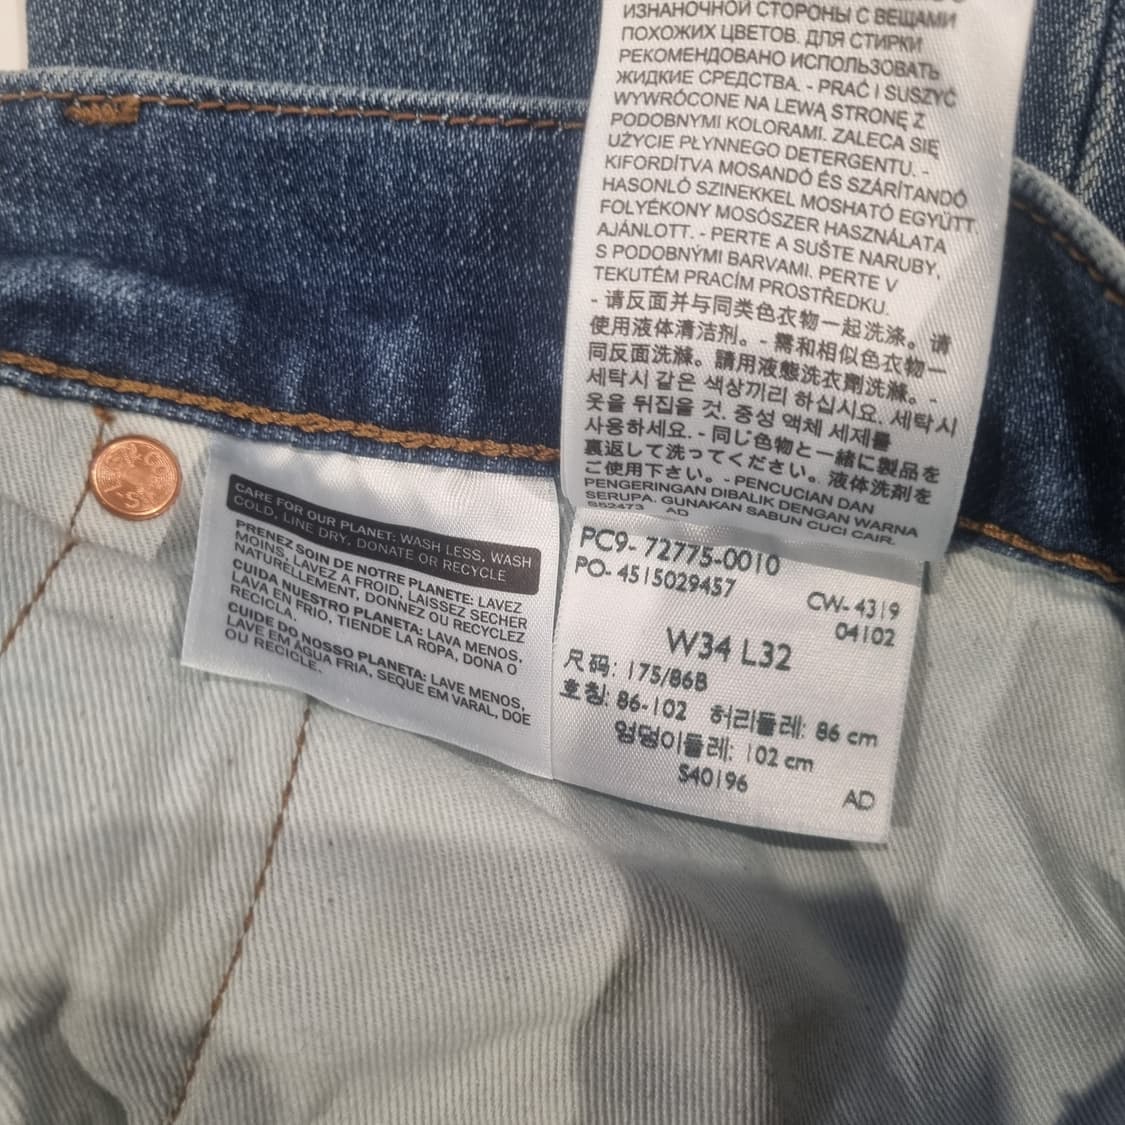 ИЗНАНОЧНОЙ СТОРОНЫ С ВЕЩАМИ
ПОХОЖИХ ЦВЕТОВ. ДЛЯ СТИРКИ
РЕКОМЕНДОВАНО ИСПОЛЬЗОВАТЬ
ЖИДКИЕ СРЕДСТВА. - PRAĆ I SUSZYĆ
WYWRÓCONE NA LEWĄ STRONĘ Z
PODOBNYMI KOLORAMI. ZALECA SIĘ
UŻYCIE PŁYNNEGO DETERGENTU. -
KIFORDÍTVA MOSANDÓ ÉS SZÁRÍTANDÓ
HASONLÓ SZINEKKEL MOSHATÓ EGYÜTT.
FOLYÉKONY MOSÓSZER HASZNÁLATA
AJÁNLOTT. - PERTE A SUŠTE NARUBY,
S PODOBNÝMI BARVAMI. PERTE V
TEKUTÉM PRACÍM PROSTŘEDKU.
- 请反面并与同类色衣物一起洗涤。请
使用液体清洁剂。- 需和相似色衣物一
同反面洗滌。請用液態洗衣劑洗滌。-
세탁시 같은 색상끼리 하십시요. 세탁시
옷을 뒤집을 것. 중성 액체 세제를
사용하세요. - 同じ色物と一緒に製品を
裏返して洗ってください。液体洗剤を
ご使用下さい。- PENCUCIAN DAN
PENGERINGAN DIBALIK DENGAN WARNA
SERUPA. GUNAKAN SABUN CUCI CAIR.
S52473 AD
CARE FOR OUR PLANET: WASH LESS, WASH
COLD, LINE DRY, DONATE OR RECYCLE
PRENEZ SOIN DE NOTRE PLANETE: LAVEZ
MOINS, LAVEZ A FROID, LAISSEZ SECHER
NATURELLEMENT, DONNEZ OU RECYCLEZ
CUIDA NUESTRO PLANETA: LAVA MENOS,
LAVA EN FRIO, TIENDE LA ROPA, DONA O
RECICLA.
CUIDE DO NOSSO PLANETA: LAVE MENOS,
LAVE EM ÁGUA FRIA, SEQUE EM VARAL, DOE
OU RECICLE.
PC9- 72775-0010
PO- 4515029457
CW- 4319
04102
W34 L32
尺码: 175/86B
호칭: 86-102 허리둘레: 86 cm
엉덩이둘레: 102 cm
S40196
AD